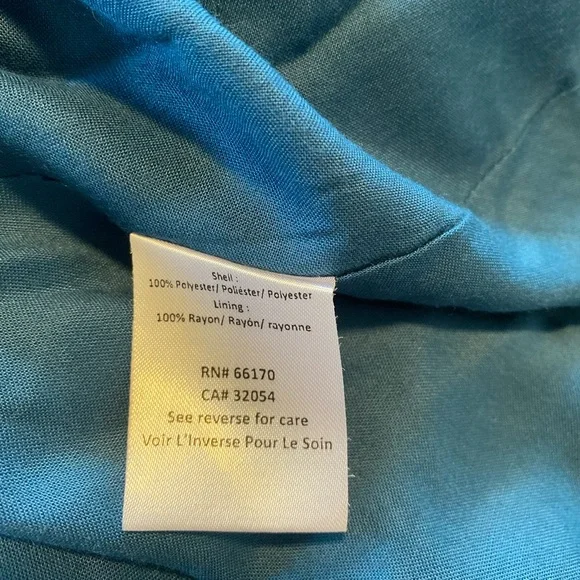 Shell :
100% Polyester/ Poliéster/ Polyester
Lining :
100% Rayon/ Rayón/ rayonne
RN# 66170
CA# 32054
See reverse for care
Voir L'Inverse Pour Le Soin